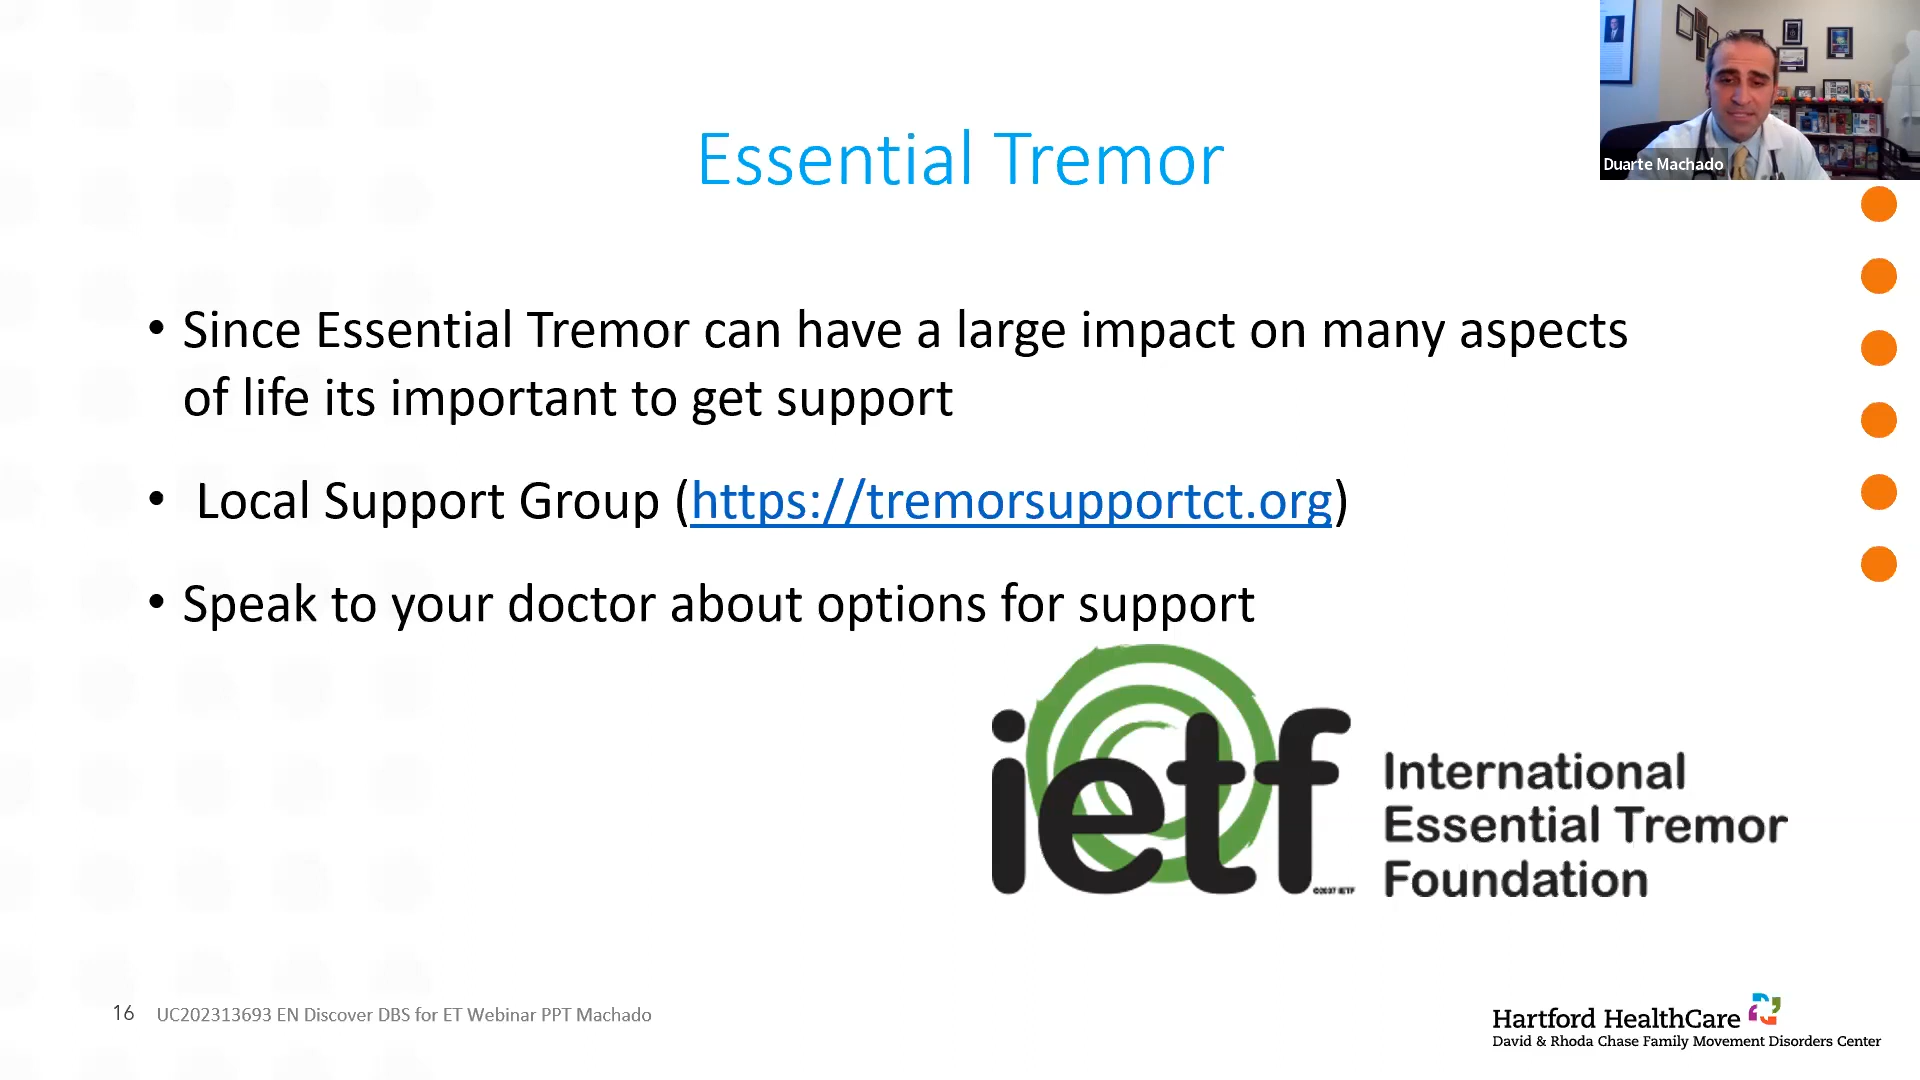 Duarte Machado
Essential Tremor
• Since Essential Tremor can have a large impact on many aspects
of life its important to get support
• Local Support Group (https://tremorsupportct.org)
• Speak to your doctor about options for support
ietf
©2007 IETF
International
Essential Tremor
Foundation
16 UC202313693 EN Discover DBS for ET Webinar PPT Machado
Hartford HealthCare
David & Rhoda Chase Family Movement Disorders Center